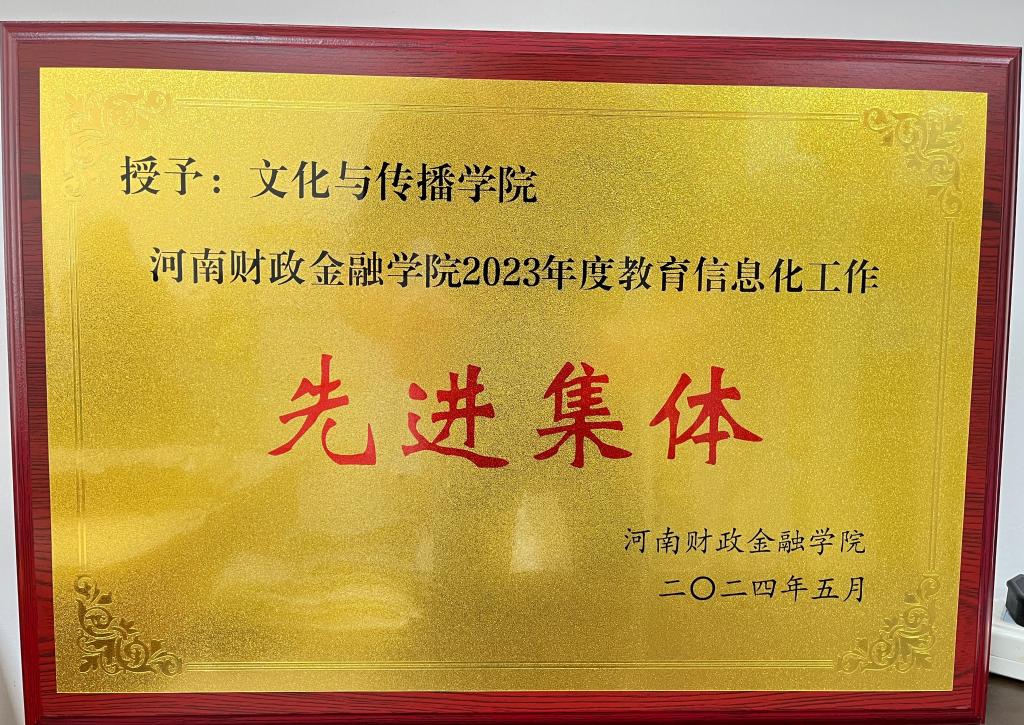 授予：文化与传播学院
河南财政金融学院2023年度教育信息化工作
先进集体
河南财政金融学院
二〇二四年五月